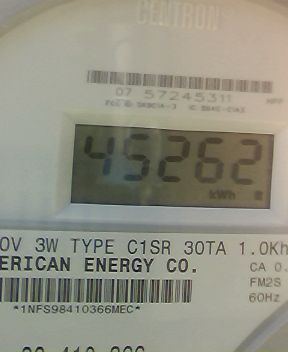 CENTRON
07 57245311
45262
kWh
0V 3W TYPE C1SR 30TA 1.0Kh
ERICAN ENERGY CO.
CA 0.
FM2S
60Hz
*1NFS98410366MEC*